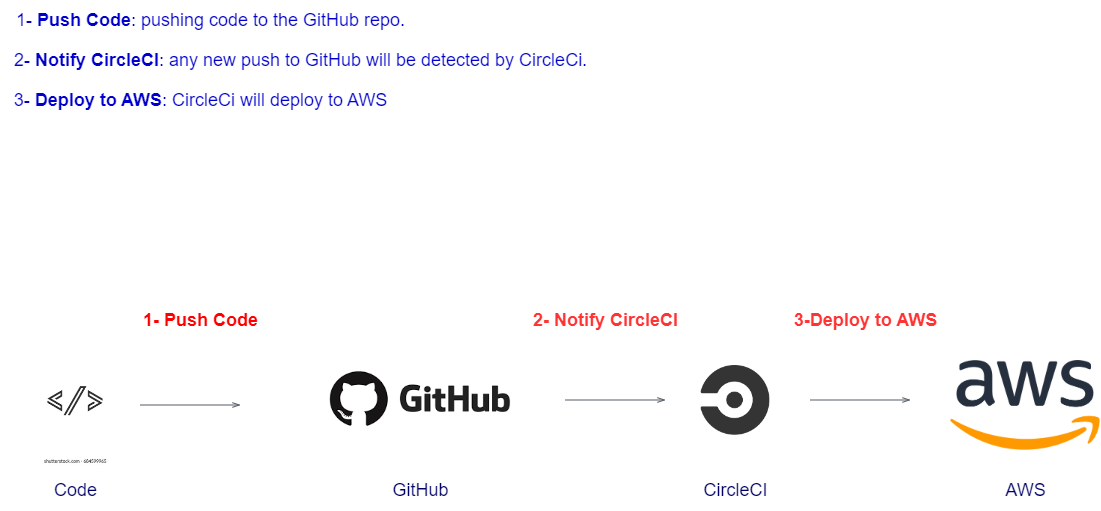 1- Push Code: pushing code to the GitHub repo.
2- Notify CircleCI: any new push to GitHub will be detected by CircleCi.
3- Deploy to AWS: CircleCi will deploy to AWS
1- Push Code
2- Notify CircleCI
3-Deploy to AWS
</>
GitHub
aws
shutterstock.com · 604599965
Code
GitHub
CircleCI
AWS